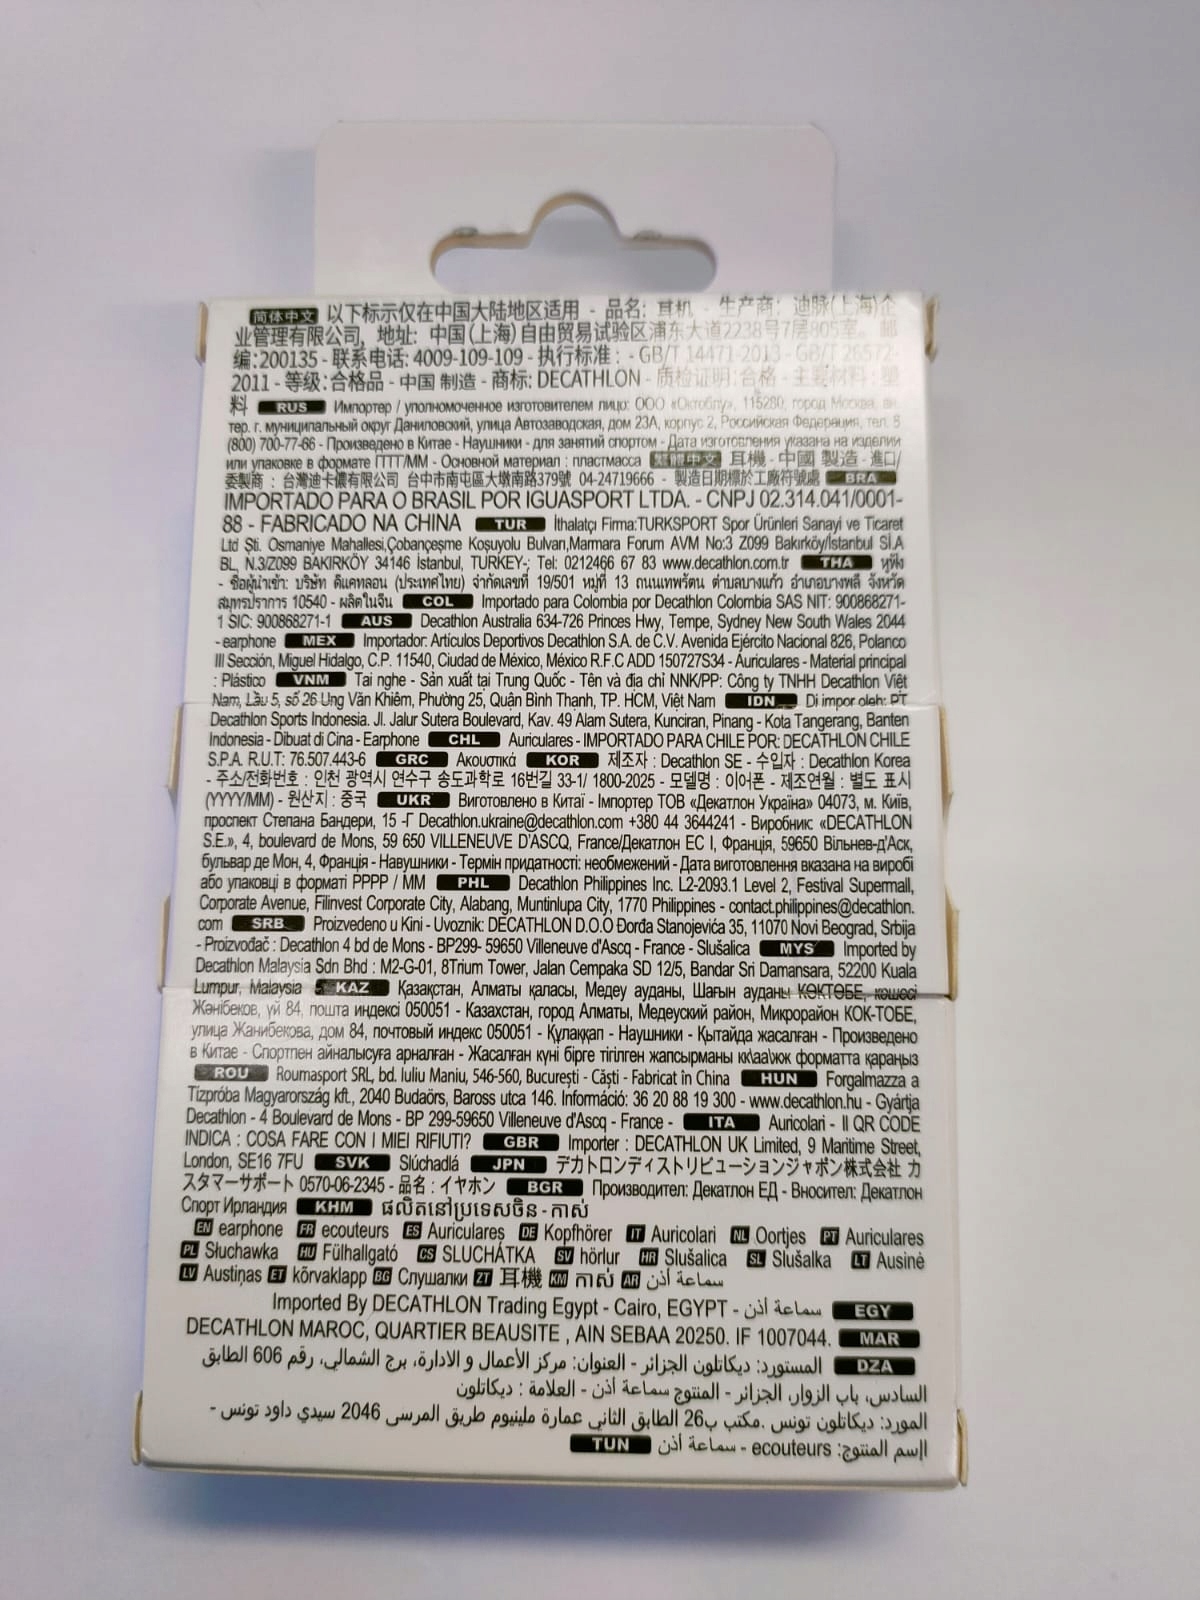 简体中文 以下标示仅在中国大陆地区适用 - 品名: 耳机 - 生产商: 迪脉(上海)企
业管理有限公司, 地址: 中国(上海)自由贸易试验区浦东大道2238号7层805室。 邮
编:200135 - 联系电话: 4009-109-109 - 执行标准: - GB/T 14471-2013 - GB/T 26572-
2011 - 等级:合格品 - 中国 制造 - 商标: DECATHLON - 质检证明:合格 - 主要材料: 塑
料 RUS Импортер / уполномоченное изготовителем лицо: ООО «Октоблу», 115280, город Москва, вн.
тер. г. муниципальный округ Даниловский, улица Автозаводская, дом 23А, корпус 2, Российская Федерация, тел. 8
(800) 700-77-66 - Произведено в Китае - Наушники - для занятий спортом - Дата изготовления указана на изделии
или упаковке в формате ГГГГ/ММ - Основной материал : пластмасса 繁體中文 耳機 - 中國 製造 - 進口/
委製商 : 台灣迪卡儂有限公司 台中市南屯區大墩南路379號 04-24719666 - 製造日期標於工廠符號處 BRA
IMPORTADO PARA O BRASIL POR IGUASPORT LTDA. - CNPJ 02.314.041/0001-
88 - FABRICADO NA CHINA TUR İthalatçı Firma:TURKSPORT Spor Ürünleri Sanayi ve Ticaret
Ltd Şti. Osmaniye Mahallesi,Çobançeşme Koşuyolu Bulvarı,Marmara Forum AVM No:3 Z099 Bakırköy/İstanbul Sİ.A
BL, N.3/Z099 BAKIRKÖY 34146 İstanbul, TURKEY-; Tel: 0212466 67 83 www.decathlon.com.tr THA หูฟัง
- ชื่อผู้นำเข้า: บริษัท ดีแคทลอน (ประเทศไทย) จำกัดเลขที่ 19/501 หมู่ที่ 13 ถนนเทพรัตน ตำบลบางแก้ว อำเภอบางพลี จังหวัด
สมุทรปราการ 10540 - ผลิตในจีน COL Importado para Colombia por Decathlon Colombia SAS NIT: 900868271-
1 SIC: 900868271-1 AUS Decathlon Australia 634-726 Princes Hwy, Tempe, Sydney New South Wales 2044
- earphone MEX Importador: Artículos Deportivos Decathlon S.A. de C.V. Avenida Ejército Nacional 826, Polanco
III Sección, Miguel Hidalgo, C.P. 11540, Ciudad de México, México R.F.C ADD 150727S34 - Auriculares - Material principal
: Plástico VNM Tai nghe - Sản xuất tại Trung Quốc - Tên và địa chỉ NNK/PP: Công ty TNHH Decathlon Việt
Nam, Lầu 5, số 26 Ung Văn Khiêm, Phường 25, Quận Bình Thạnh, TP. HCM, Việt Nam IDN Di impor oleh: PT
Decathlon Sports Indonesia. Jl. Jalur Sutera Boulevard, Kav. 49 Alam Sutera, Kunciran, Pinang - Kota Tangerang, Banten
Indonesia - Dibuat di Cina - Earphone CHL Auriculares - IMPORTADO PARA CHILE POR: DECATHLON CHILE
S.P.A. R.U.T: 76.507.443-6 GRC Ακουστικά KOR 제조자 : Decathlon SE - 수입자 : Decathlon Korea
- 주소/전화번호 : 인천 광역시 연수구 송도과학로 16번길 33-1/ 1800-2025 - 모델명 : 이어폰 - 제조연월 : 별도 표시
(YYYY/MM) - 원산지 : 중국 UKR Виготовлено в Китаї - Імпортер ТОВ «Декатлон Україна» 04073, м. Київ,
проспект Степана Бандери, 15 -Г Decathlon.ukraine@decathlon.com +380 44 3644241 - Виробник «DECATHLON
S.E.», 4, boulevard de Mons, 59 650 VILLENEUVE D'ASCQ, France/Декатлон ЕС І, Франція, 59650 Вільнев-д'Аск,
бульвар де Мон, 4, Франція - Навушники - Термін придатності: необмежений - Дата виготовлення вказана на виробі
або упаковці в форматі РРРР / ММ PHL Decathlon Philippines Inc. L2-2093.1 Level 2, Festival Supermall,
Corporate Avenue, Filinvest Corporate City, Alabang, Muntinlupa City, 1770 Philippines - contact.philippines@decathlon.
com SRB Proizvedeno u Kini - Uvoznik: DECATHLON D.O.O Đorđa Stanojevića 35, 11070 Novi Beograd, Srbija
- Proizvođač : Decathlon 4 bd de Mons - BP299- 59650 Villeneuve d'Ascq - France - Slušalica MYS Imported by
Decathlon Malaysia Sdn Bhd : M2-G-01, 8Trium Tower, Jalan Cempaka SD 12/5, Bandar Sri Damansara, 52200 Kuala
Lumpur, Malaysia KAZ Қазақстан, Алматы қаласы, Медеу ауданы, Шағын ауданы КӨКТӨБЕ, көшесі
Жәнібеков, үй 84, пошта индексі 050051 - Казахстан, город Алматы, Медеуский район, Микрорайон КОК-ТОБЕ,
улица Жанибекова, дом 84, почтовый индекс 050051 - Құлаққап - Наушники - Қытайда жасалған - Произведено
в Китае - Спортпен айналысуға арналған - Жасалған күні бірге тігілген жапсырманы кк\аа\жж форматта қараңыз
ROU Roumasport SRL, bd. Iuliu Maniu, 546-560, București - Căști - Fabricat în China HUN Forgalmazza a
Tízpróba Magyarország kft., 2040 Budaörs, Baross utca 146. Információ: 36 20 88 19 300 - www.decathlon.hu - Gyártja
Decathlon - 4 Boulevard de Mons - BP 299-59650 Villeneuve d'Ascq - France - ITA Auricolari - Il QR CODE
INDICA : COSA FARE CON I MIEI RIFIUTI? GBR Importer : DECATHLON UK Limited, 9 Maritime Street,
London, SE16 7FU SVK Slúchadlá JPN デカトロンディストリビューションジャポン株式会社 カ
スタマーサポート 0570-06-2345 - 品名 : イヤホン BGR Производител: Декатлон ЕД - Вносител: Декатлон
Спорт Ирландия KHM ផលិតនៅប្រទេសចិន - កាស់
EN earphone FR ecouteurs ES Auriculares DE Kopfhörer IT Auricolari NL Oortjes PT Auriculares
PL Słuchawka HU Fülhallgató CS SLUCHÁTKA SV hörlur HR Slušalica SL Slušalka LT Ausinė
LV Austiņas ET kõrvaklapp BG Слушалки ZT 耳機 KM កាស់ AR سماعة أذن
Imported By DECATHLON Trading Egypt - Cairo, EGYPT - سماعة أذن EGY
DECATHLON MAROC, QUARTIER BEAUSITE , AIN SEBAA 20250. IF 1007044. MAR
DZA المستورد: ديكاتلون الجزائر - العنوان: مركز الأعمال و الادارة، برج الشمالي، رقم 606 الطابق
السادس، باب الزوار، الجزائر - المنتوج سماعة أذن - العلامة : ديكاتلون
المورد: ديكاتلون تونس .مكتب ب26 الطابق الثاني عمارة ملينيوم طريق المرسى 2046 سيدي داود تونس -
اإسم المنتوج: ecouteurs - سماعة أذن TUN